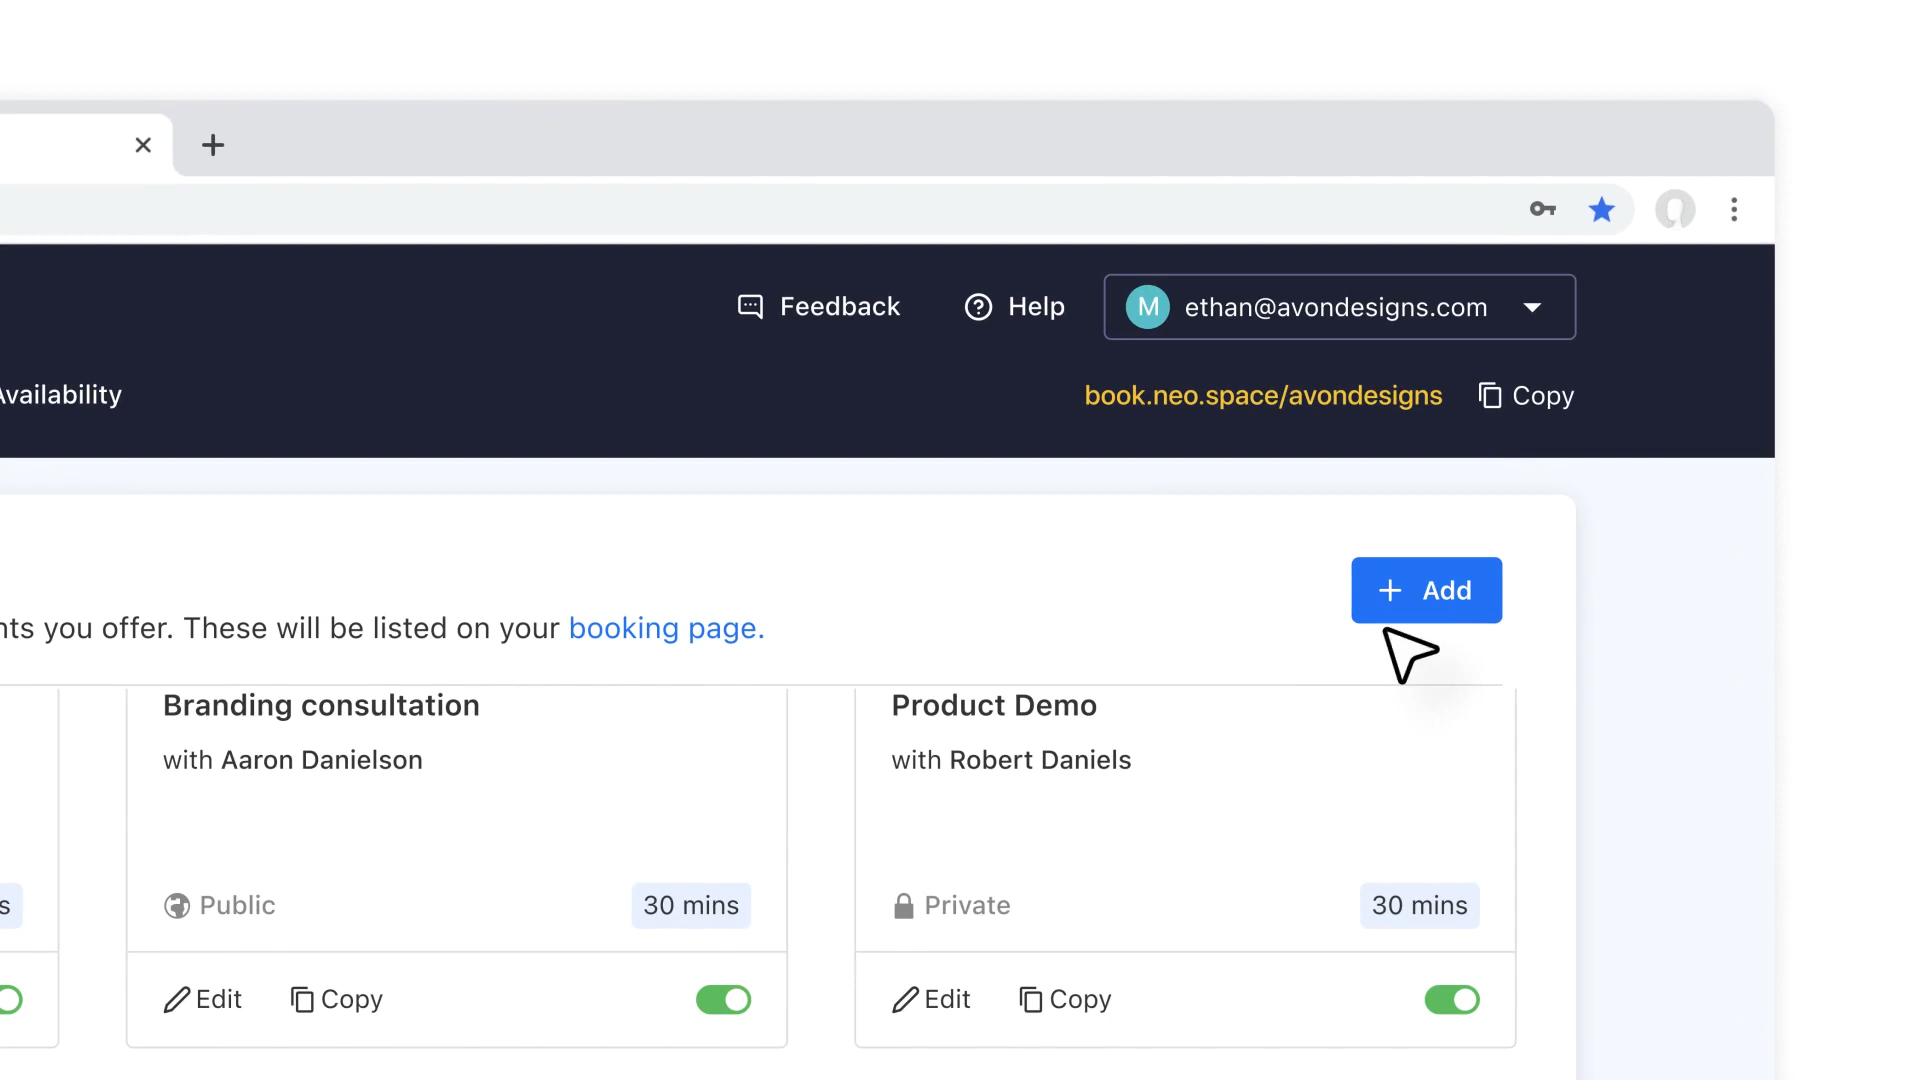 Feedback
Help
M ethan@avondesigns.com
Availability
book.neo.space/avondesigns
Copy
+ Add
nts you offer. These will be listed on your booking page.
Branding consultation
with Aaron Danielson
Public
30 mins
Edit
Copy
Product Demo
with Robert Daniels
Private
30 mins
Edit
Copy
s